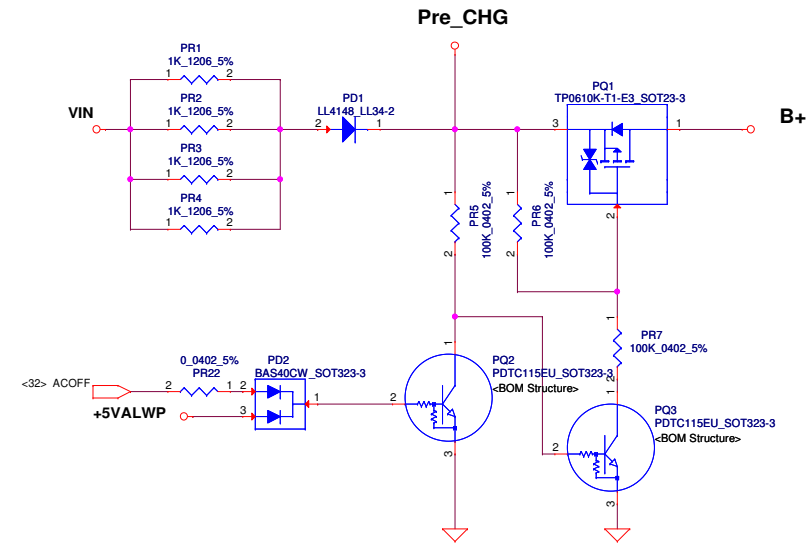 Pre_CHG
PR1
1K_1206_5%
1 2
VIN
PR2
1K_1206_5%
1 2
PR3
1K_1206_5%
1 2
PR4
1K_1206_5%
1 2
PD1
LL4148_LL34-2
2 1
PQ1
TP0610K-T1-E3_SOT23-3
3 1
2
B+
1
PR5
100K_0402_5%
2
1
PR6
100K_0402_5%
2
1
PR7
100K_0402_5%
2
<32> ACOFF
0_0402_5%
PR22
2 1
+5VALWP
PD2
BAS40CW_SOT323-3
2
3
1
PQ2
PDTC115EU_SOT323-3
<BOM Structure>
1
2
3
PQ3
PDTC115EU_SOT323-3
<BOM Structure>
1
2
3